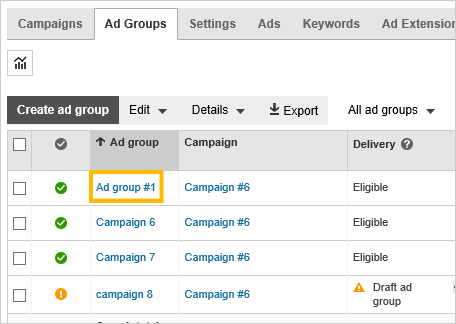 Campaigns Ad Groups Settings Ads Keywords Ad Extension
Create ad group Edit Details Export All ad groups
Ad group Campaign Delivery ?
Ad group #1 Campaign #6 Eligible
Campaign 6 Campaign #6 Eligible
Campaign 7 Campaign #6 Eligible
campaign 8 Campaign #6 Draft ad
group